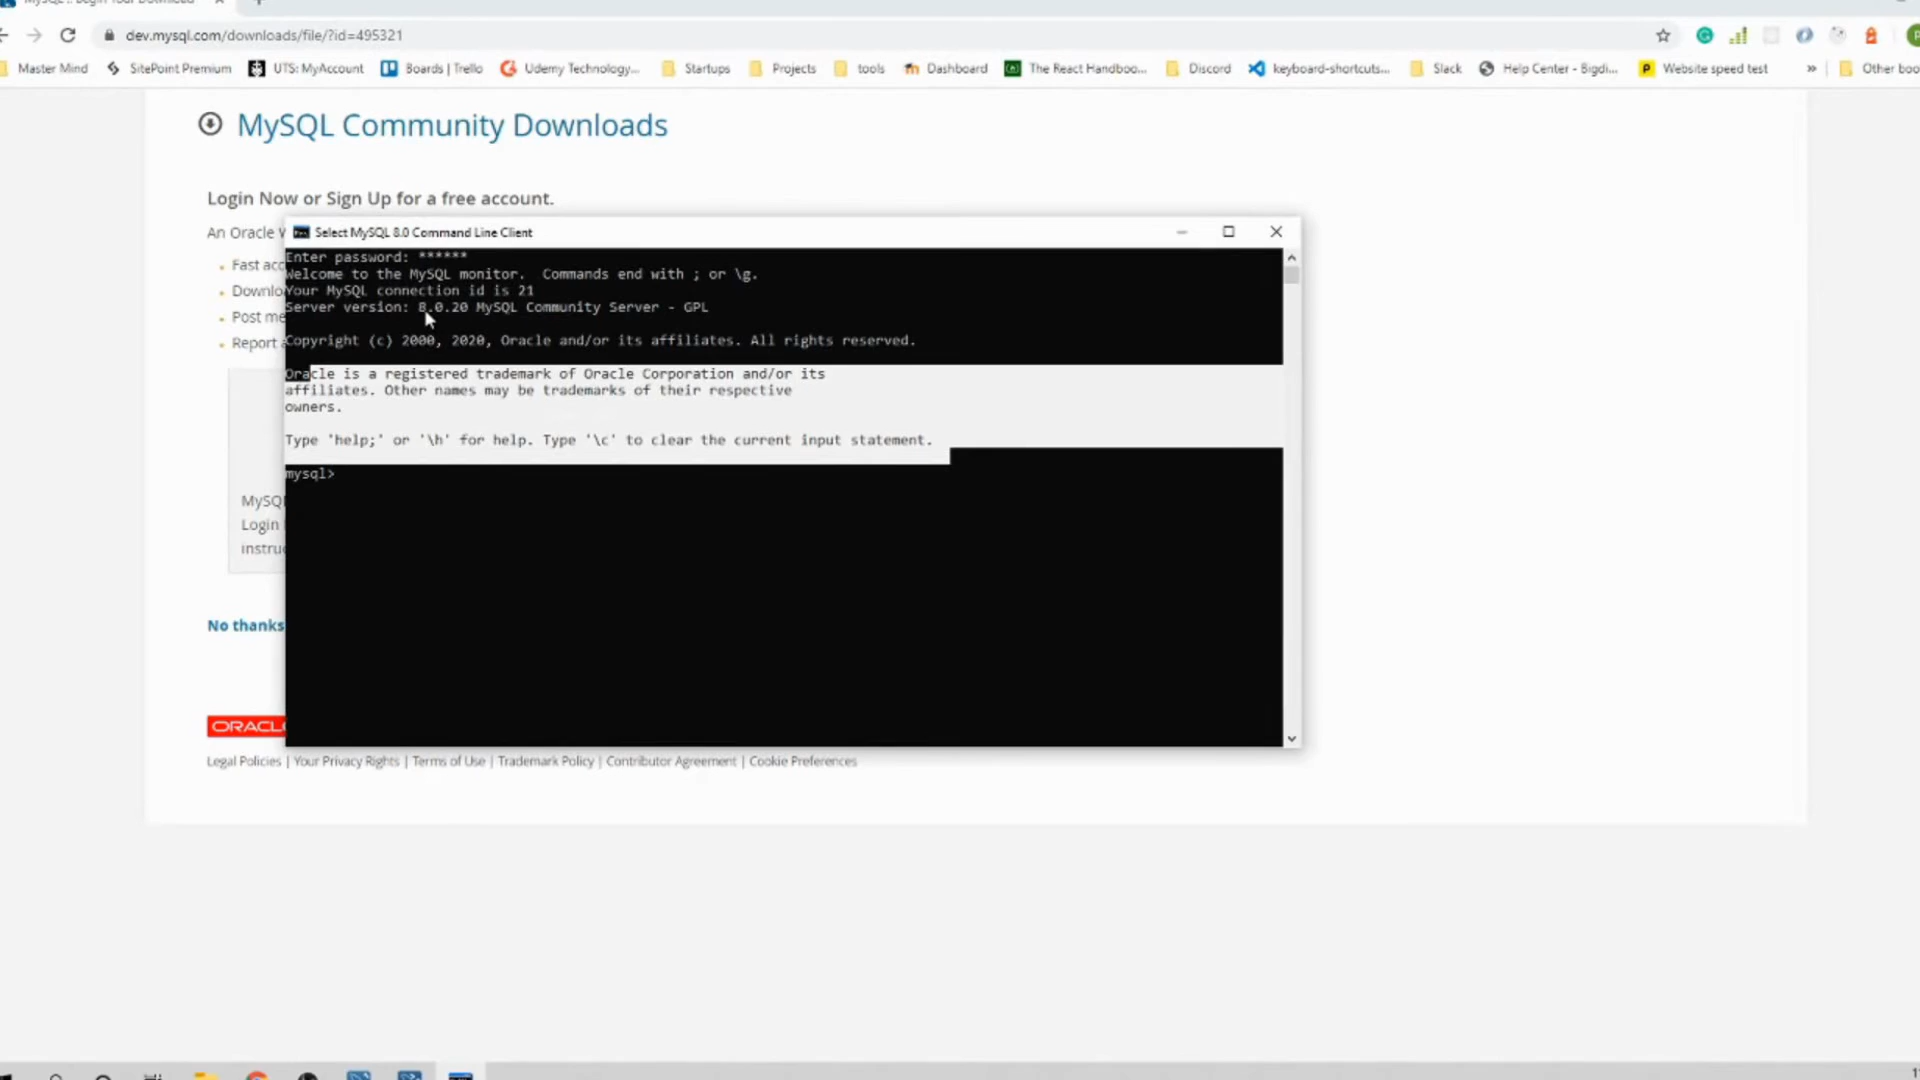 dev.mysql.com/downloads/file/?id=495321
Master Mind SitePoint Premium UTS: MyAccount Boards | Trello Udemy Technology... Startups Projects tools Dashboard The React Handboo... Discord keyboard-shortcuts... Slack Help Center - Bigdi... Website speed test » Other boo
MySQL Community Downloads
Login Now or Sign Up for a free account.
An Oracle W
Select MySQL 8.0 Command Line Client
Enter password: ******
Fast acc
Welcome to the MySQL monitor.  Commands end with ; or \g.
Downlo
Your MySQL connection id is 21
Server version: 8.0.20 MySQL Community Server - GPL
Post me
Report a
Copyright (c) 2000, 2020, Oracle and/or its affiliates. All rights reserved.
Oracle is a registered trademark of Oracle Corporation and/or its
affiliates. Other names may be trademarks of their respective
owners.
Type 'help;' or '\h' for help. Type '\c' to clear the current input statement.
mysql>
MySQ
Login
instruc
No thanks
ORACLE
Legal Policies | Your Privacy Rights | Terms of Use | Trademark Policy | Contributor Agreement | Cookie Preferences